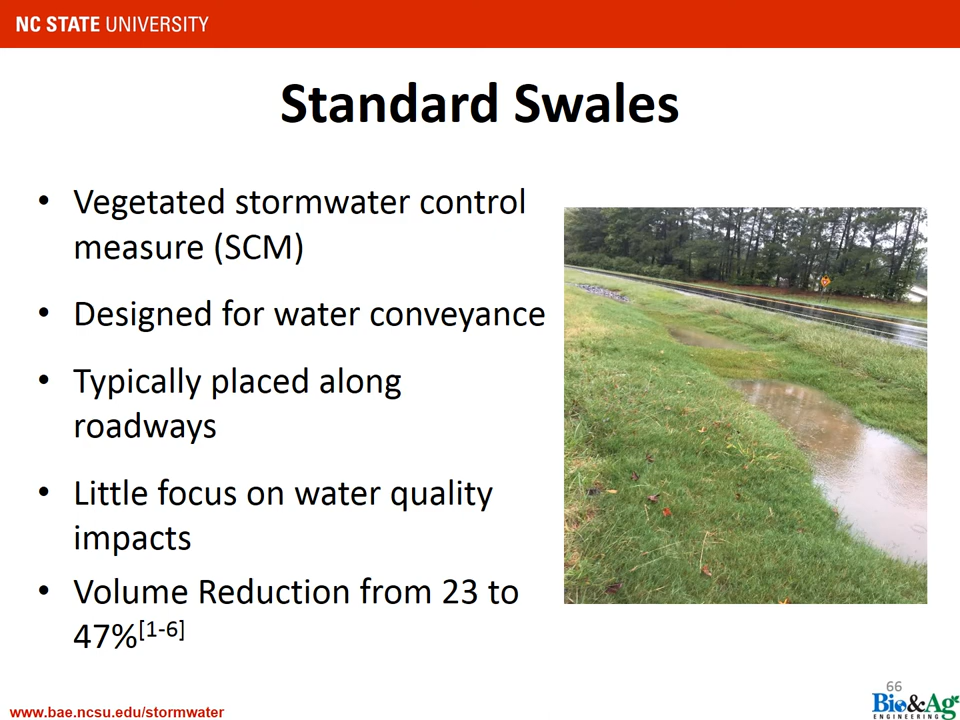 NC STATE UNIVERSITY
Standard Swales
• Vegetated stormwater control
measure (SCM)
• Designed for water conveyance
• Typically placed along
roadways
• Little focus on water quality
impacts
• Volume Reduction from 23 to
47%[1-6]
66
www.bae.ncsu.edu/stormwater
Bio&Ag
ENGINEERING